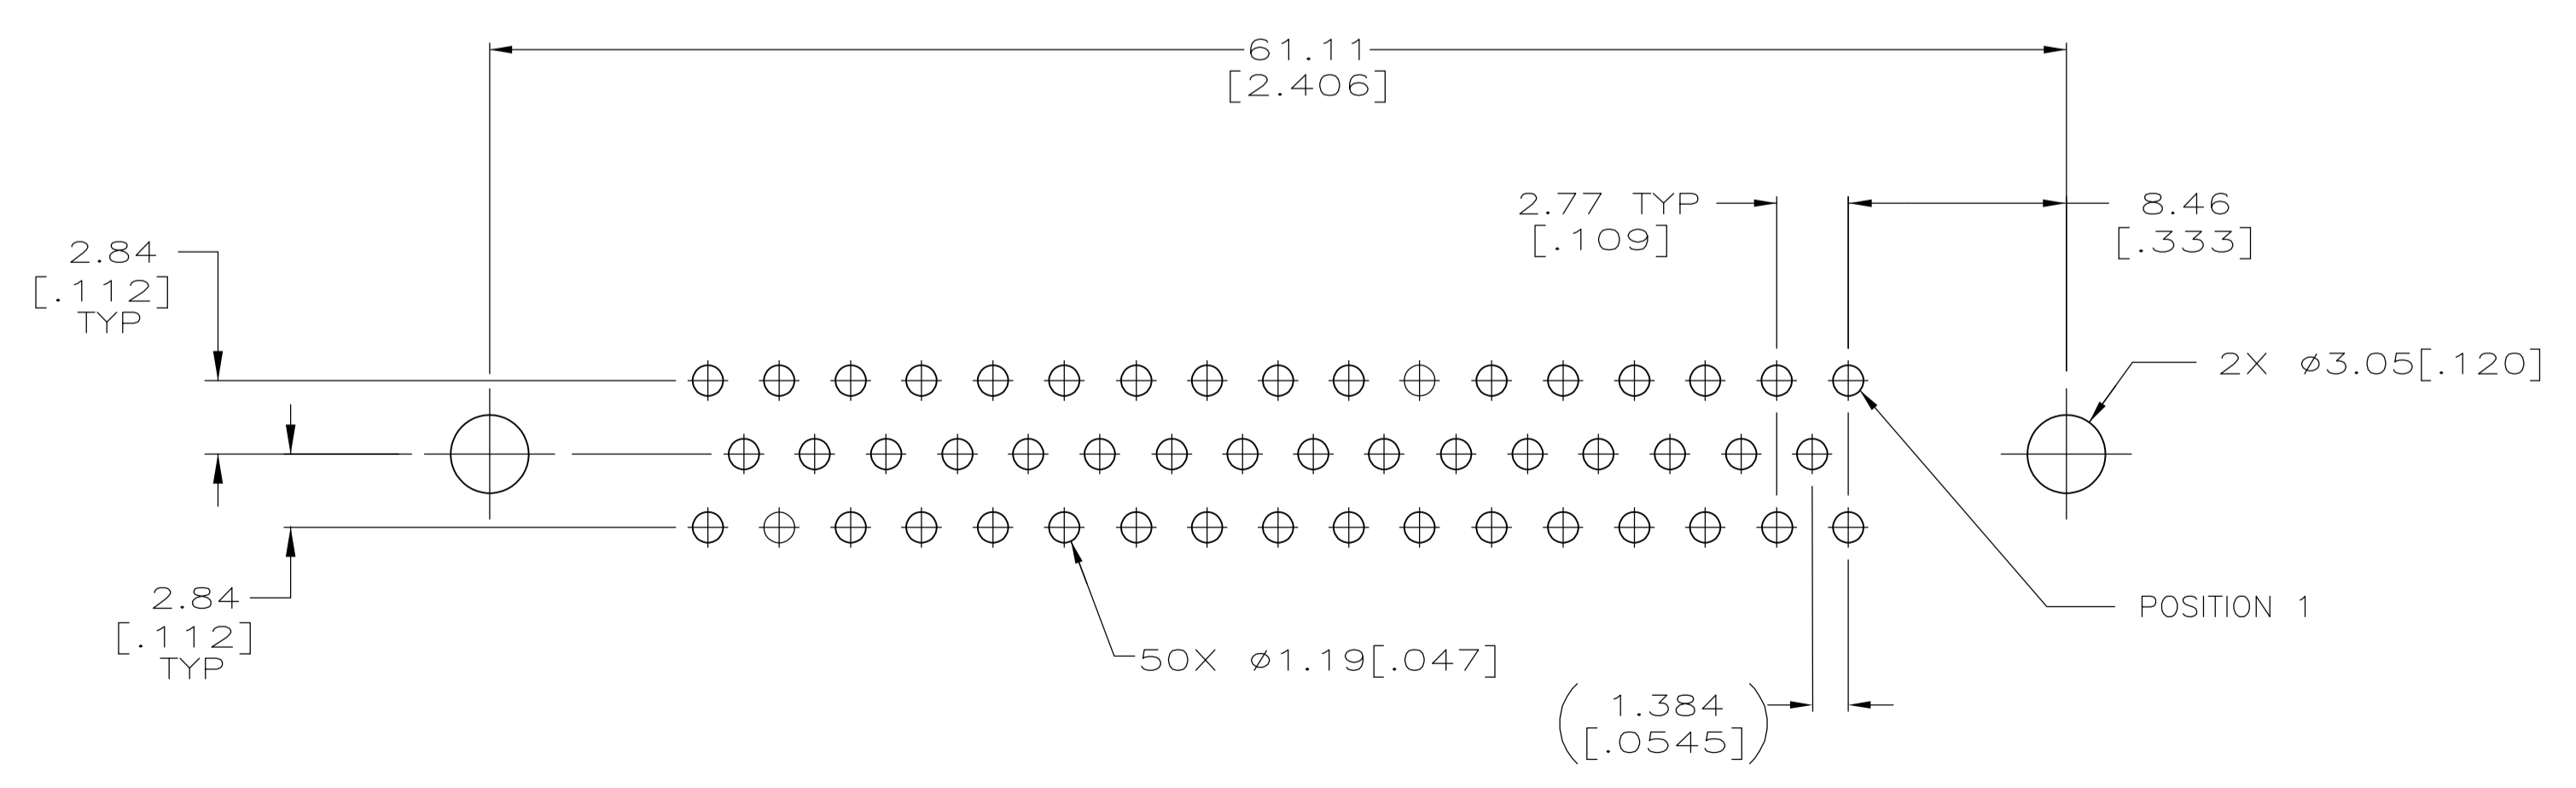 61.11
[2.406]
2.77 TYP
[.109]
8.46
[.333]
2.84
[.112]
TYP
2X ⌀3.05[.120]
2.84
[.112]
TYP
POSITION 1
50X ⌀1.19[.047]
(1.384
[.0545])